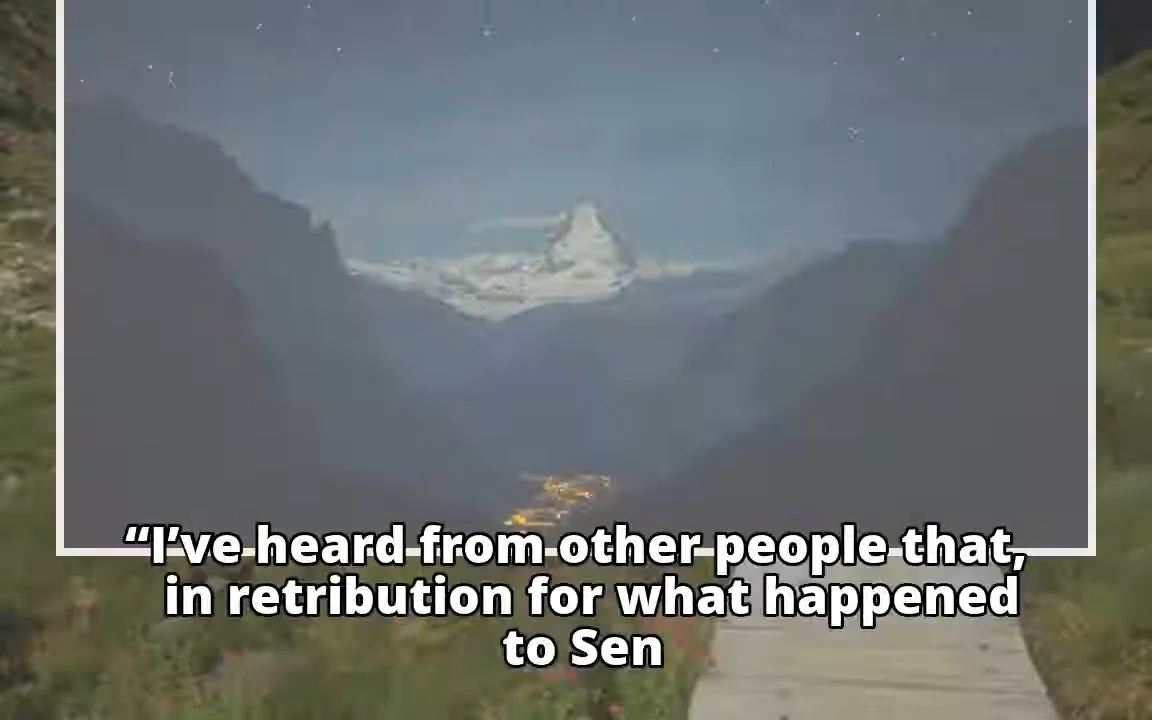 “I’ve heard from other people that,
in retribution for what happened
to Sen